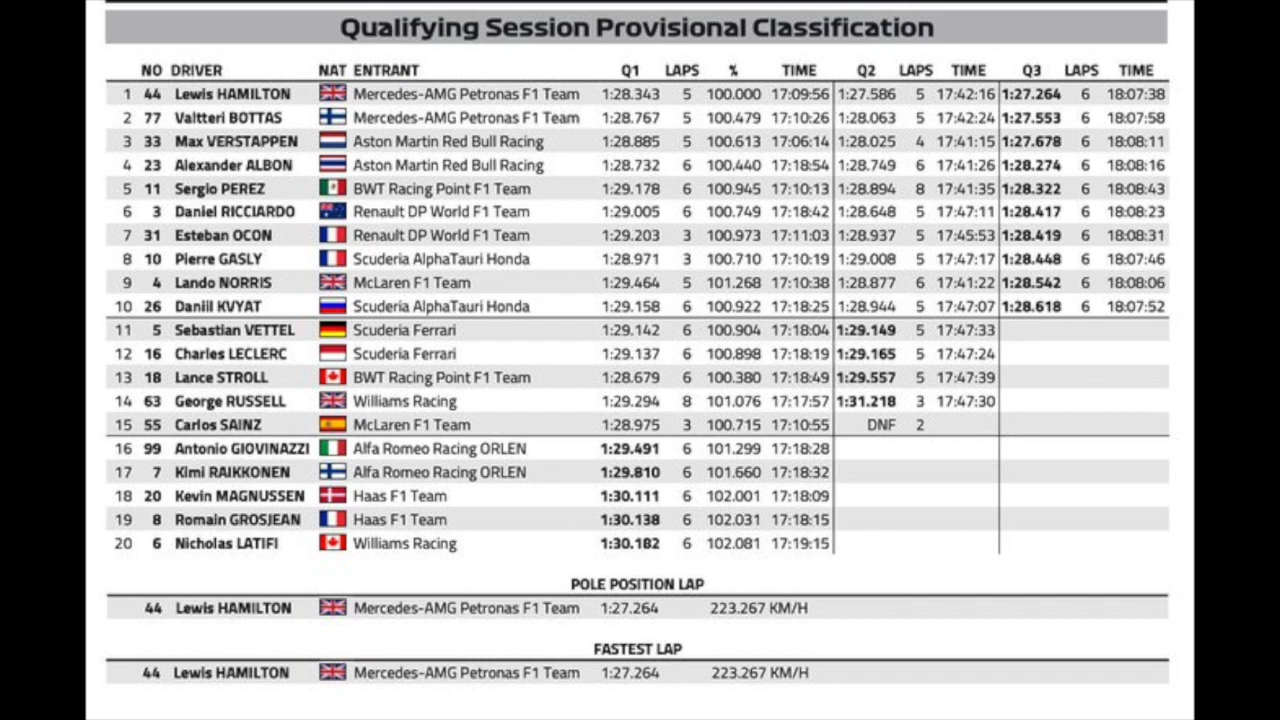 Qualifying Session Provisional Classification
NO DRIVER NAT ENTRANT Q1 LAPS % TIME Q2 LAPS TIME Q3 LAPS TIME
1 44 Lewis HAMILTON Mercedes-AMG Petronas F1 Team 1:28.343 5 100.000 17:09:56 1:27.586 5 17:42:16 1:27.264 6 18:07:38
2 77 Valtteri BOTTAS Mercedes-AMG Petronas F1 Team 1:28.767 5 100.479 17:10:26 1:28.063 5 17:42:24 1:27.553 6 18:07:58
3 33 Max VERSTAPPEN Aston Martin Red Bull Racing 1:28.885 5 100.613 17:06:14 1:28.025 4 17:41:15 1:27.678 6 18:08:11
4 23 Alexander ALBON Aston Martin Red Bull Racing 1:28.732 6 100.440 17:18:54 1:28.749 6 17:41:26 1:28.274 6 18:08:16
5 11 Sergio PEREZ BWT Racing Point F1 Team 1:29.178 6 100.945 17:10:13 1:28.894 8 17:41:35 1:28.322 6 18:08:43
6 3 Daniel RICCIARDO Renault DP World F1 Team 1:29.005 6 100.749 17:18:42 1:28.648 5 17:47:11 1:28.417 6 18:08:23
7 31 Esteban OCON Renault DP World F1 Team 1:29.203 3 100.973 17:11:03 1:28.937 5 17:45:53 1:28.419 6 18:08:31
8 10 Pierre GASLY Scuderia AlphaTauri Honda 1:28.971 3 100.710 17:10:19 1:29.008 5 17:47:17 1:28.448 6 18:07:46
9 4 Lando NORRIS McLaren F1 Team 1:29.464 5 101.268 17:10:38 1:28.877 6 17:41:22 1:28.542 6 18:08:06
10 26 Daniil KVYAT Scuderia AlphaTauri Honda 1:29.158 6 100.922 17:18:25 1:28.944 5 17:47:07 1:28.618 6 18:07:52
11 5 Sebastian VETTEL Scuderia Ferrari 1:29.142 6 100.904 17:18:04 1:29.149 5 17:47:33
12 16 Charles LECLERC Scuderia Ferrari 1:29.137 6 100.898 17:18:19 1:29.165 5 17:47:24
13 18 Lance STROLL BWT Racing Point F1 Team 1:28.679 6 100.380 17:18:49 1:29.557 5 17:47:39
14 63 George RUSSELL Williams Racing 1:29.294 8 101.076 17:17:57 1:31.218 3 17:47:30
15 55 Carlos SAINZ McLaren F1 Team 1:28.975 3 100.715 17:10:55 DNF 2
16 99 Antonio GIOVINAZZI Alfa Romeo Racing ORLEN 1:29.491 6 101.299 17:18:28
17 7 Kimi RAIKKONEN Alfa Romeo Racing ORLEN 1:29.810 6 101.660 17:18:32
18 20 Kevin MAGNUSSEN Haas F1 Team 1:30.111 6 102.001 17:18:09
19 8 Romain GROSJEAN Haas F1 Team 1:30.138 6 102.031 17:18:15
20 6 Nicholas LATIFI Williams Racing 1:30.182 6 102.081 17:19:15
POLE POSITION LAP
44 Lewis HAMILTON Mercedes-AMG Petronas F1 Team 1:27.264 223.267 KM/H
FASTEST LAP
44 Lewis HAMILTON Mercedes-AMG Petronas F1 Team 1:27.264 223.267 KM/H